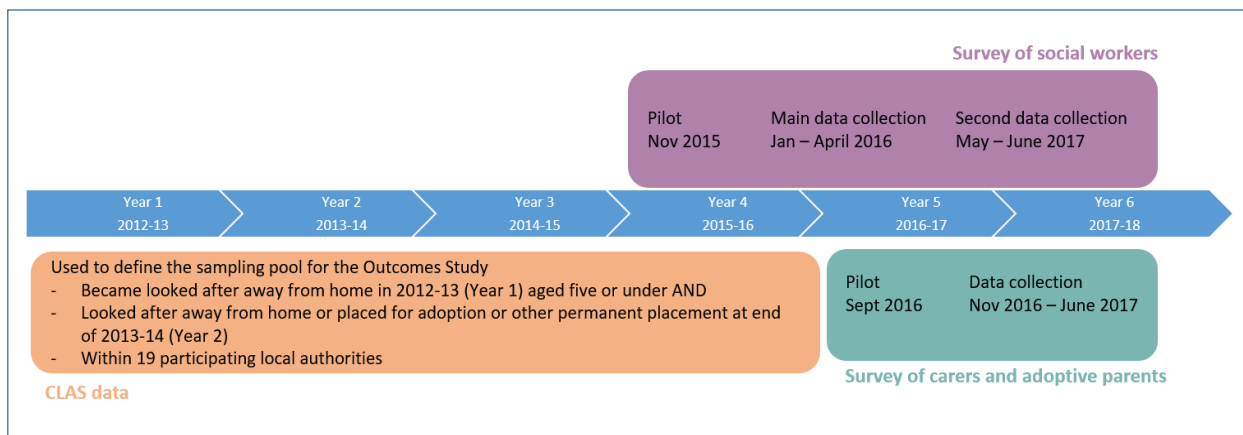 Survey of social workers
Pilot
Nov 2015
Main data collection
Jan – April 2016
Second data collection
May – June 2017
Year 1
2012-13
Year 2
2013-14
Year 3
2014-15
Year 4
2015-16
Year 5
2016-17
Year 6
2017-18
Used to define the sampling pool for the Outcomes Study
- Became looked after away from home in 2012-13 (Year 1) aged five or under AND
- Looked after away from home or placed for adoption or other permanent placement at end
of 2013-14 (Year 2)
- Within 19 participating local authorities
CLAS data
Pilot
Sept 2016
Data collection
Nov 2016 – June 2017
Survey of carers and adoptive parents